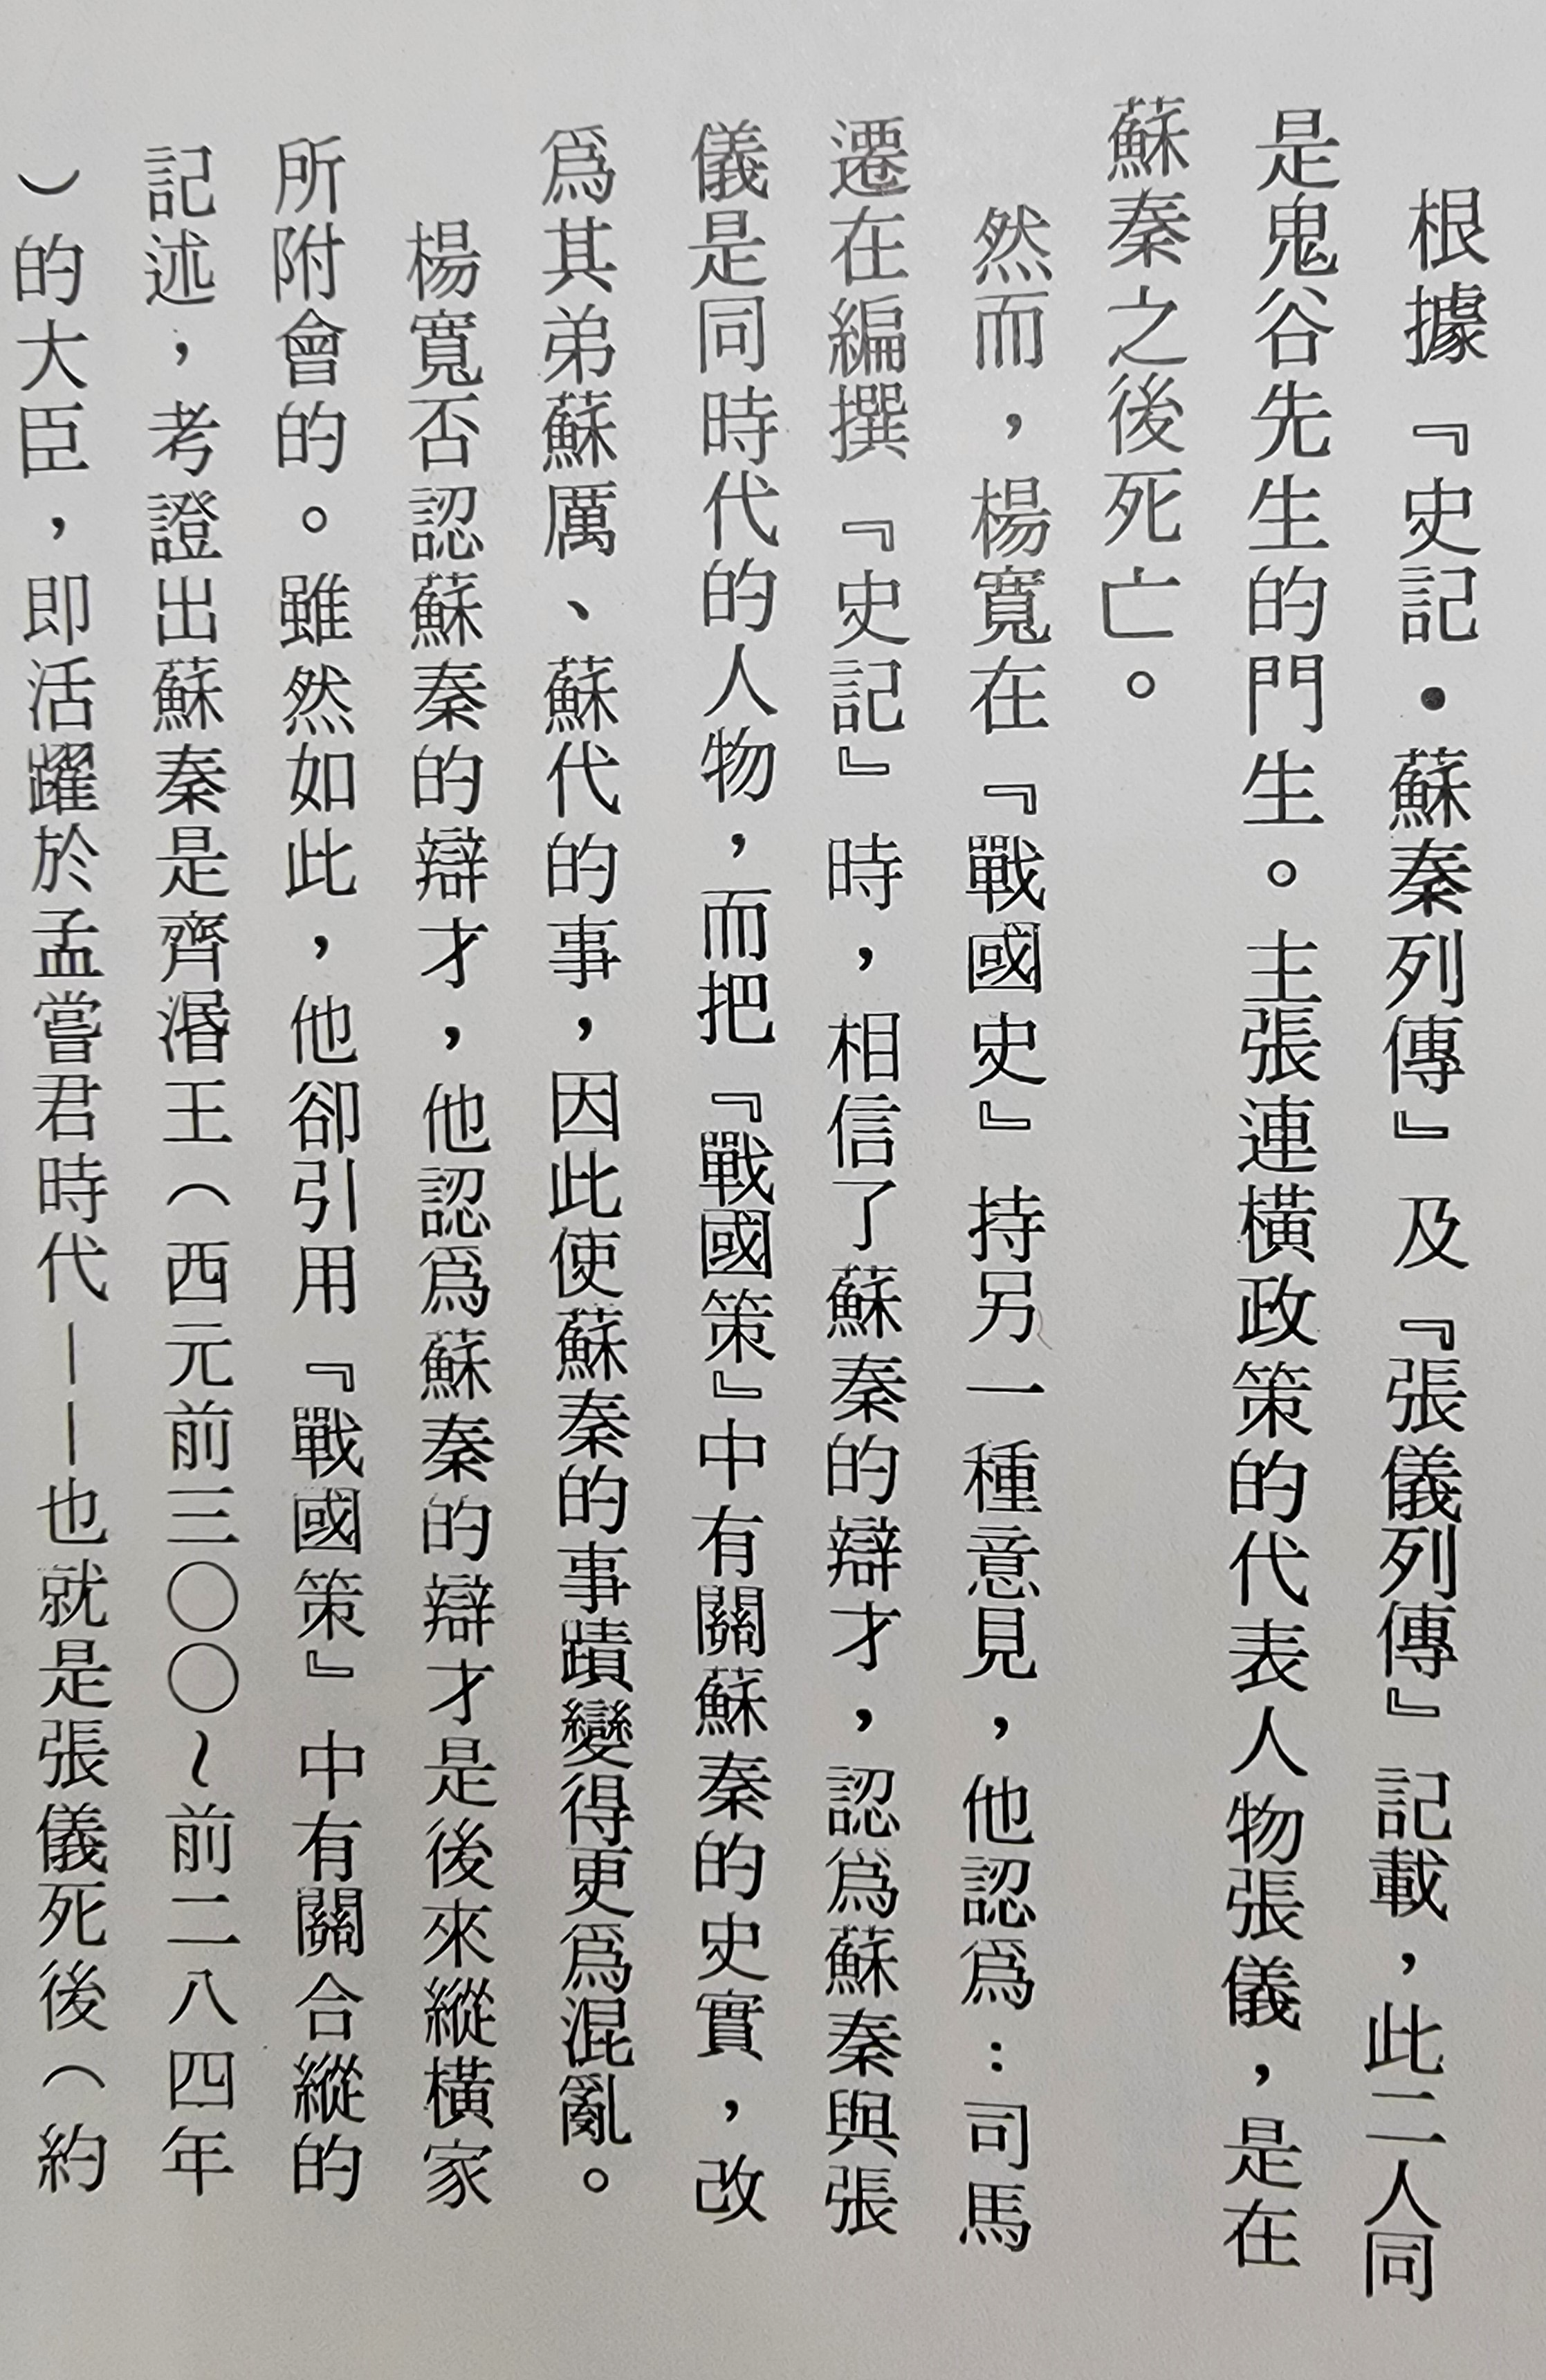 根據『史記•蘇秦列傳』及『張儀列傳』記載，此二人同
是鬼谷先生的門生。主張連橫政策的代表人物張儀，是在
蘇秦之後死亡。
然而，楊寬在『戰國史』持另一種意見，他認爲：司馬
遷在編撰『史記』時，相信了蘇秦的辯才，認爲蘇秦與張
儀是同時代的人物，而把『戰國策』中有關蘇秦的史實，改
爲其弟蘇厲、蘇代的事，因此使蘇秦的事蹟變得更爲混亂。
楊寬否認蘇秦的辯才，他認爲蘇秦的辯才是後來縱橫家
所附會的。雖然如此，他卻引用『戰國策』中有關合縱的
記述，考證出蘇秦是齊湣王（西元前三〇〇～前二八四年
）的大臣，即活躍於孟嘗君時代——也就是張儀死後（約